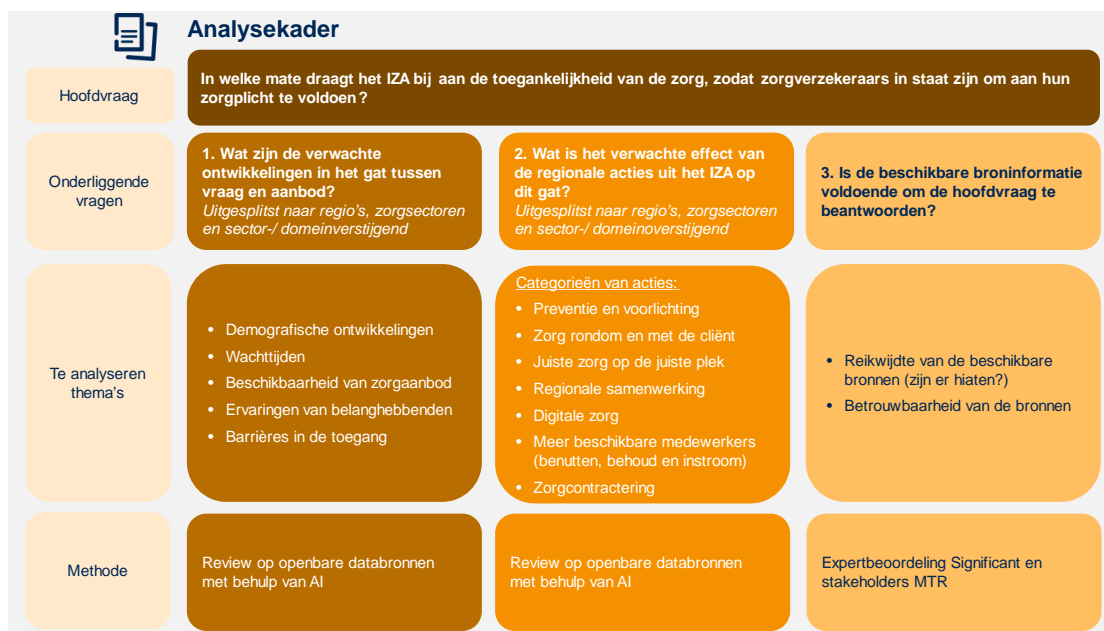 Analysekader
Hoofdvraag
In welke mate draagt het IZA bij aan de toegankelijkheid van de zorg, zodat zorgverzekeraars in staat zijn om aan hun
zorgplicht te voldoen?
Onderliggende
vragen
1. Wat zijn de verwachte
ontwikkelingen in het gat tussen
vraag en aanbod?
Uitgesplitst naar regio's, zorgsectoren
en sector-/ domeinverstijgend
2. Wat is het verwachte effect van
de regionale acties uit het IZA op
dit gat?
Uitgesplitst naar regio's, zorgsectoren
en sector-/ domeinoverstijgend
3. Is de beschikbare broninformatie
voldoende om de hoofdvraag te
beantwoorden?
Te analyseren
thema's
• Demografische ontwikkelingen
• Wachttijden
• Beschikbaarheid van zorgaanbod
• Ervaringen van belanghebbenden
• Barrières in de toegang
Categorieën van acties:
• Preventie en voorlichting
• Zorg rondom en met de cliënt
• Juiste zorg op de juiste plek
• Regionale samenwerking
• Digitale zorg
• Meer beschikbare medewerkers
(benutten, behoud en instroom)
• Zorgcontractering
• Reikwijdte van de beschikbare
bronnen (zijn er hiaten?)
• Betrouwbaarheid van de bronnen
Methode
Review op openbare databronnen
met behulp van AI
Review op openbare databronnen
met behulp van AI
Expertbeoordeling Significant en
stakeholders MTR